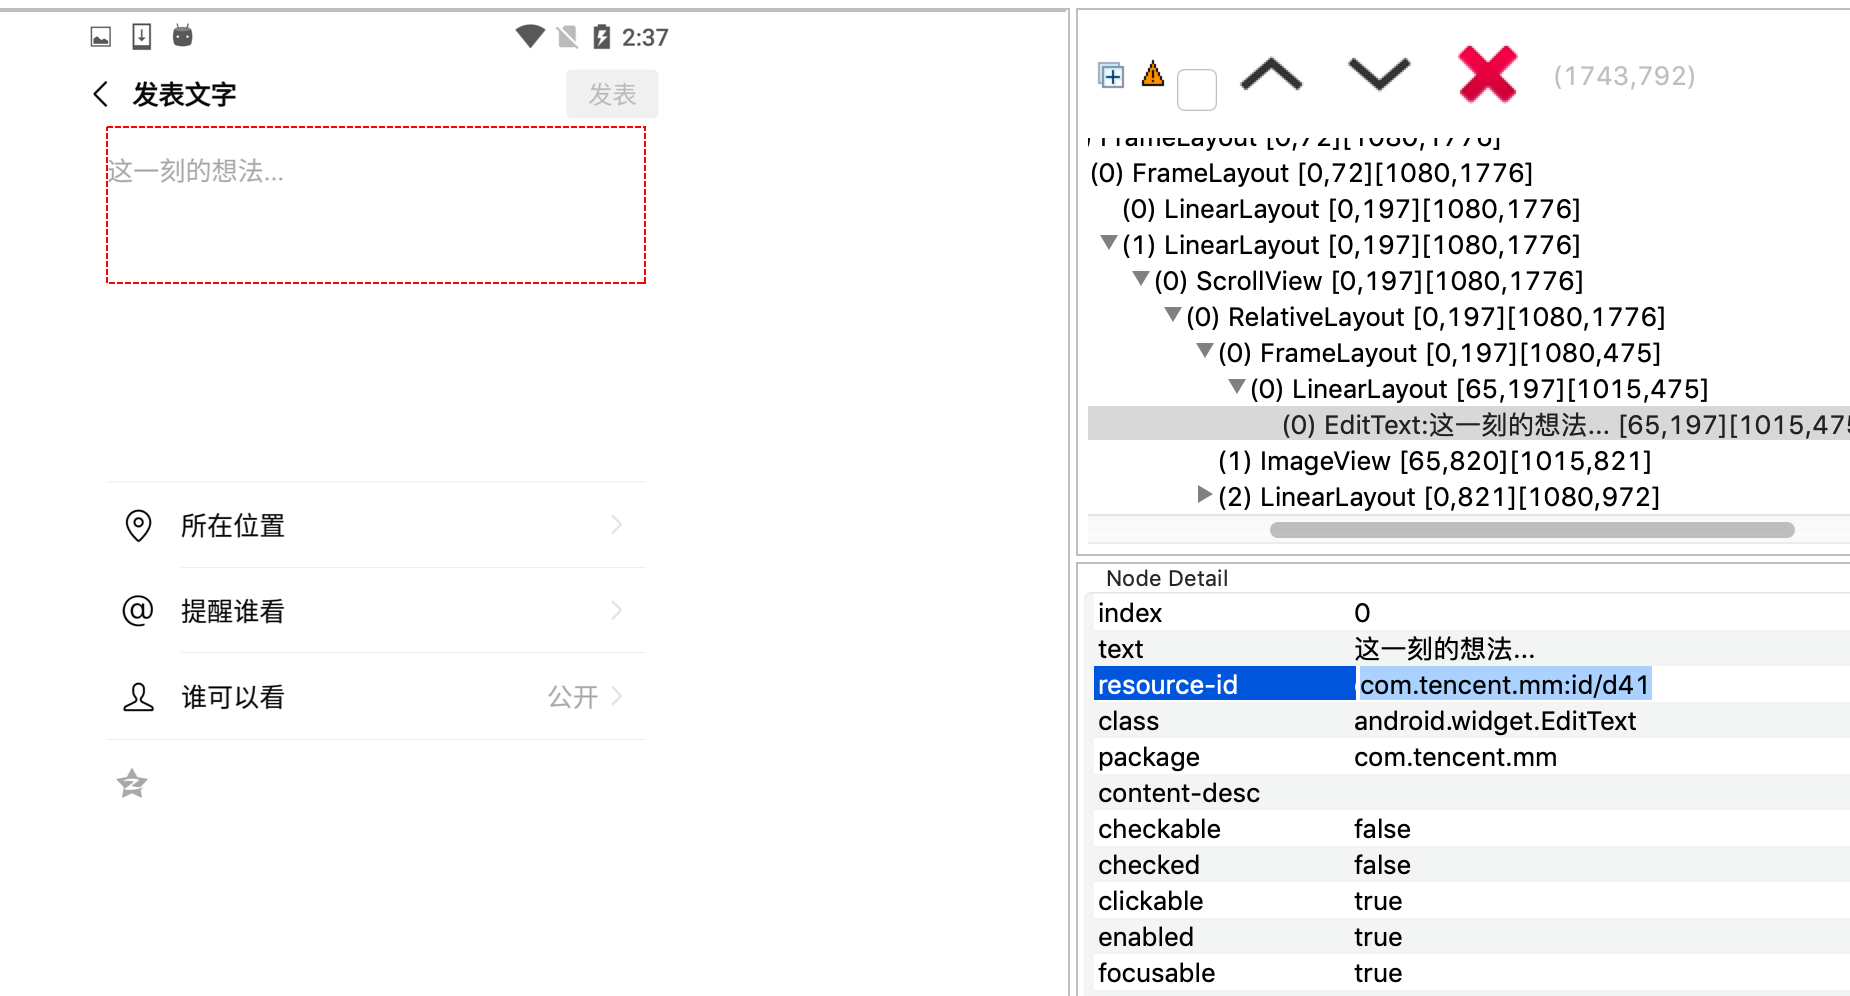 2:37
发表文字
发表
这一刻的想法...
所在位置
@
提醒谁看
谁可以看
公开
(1743,792)
FrameLayout [0,72][1080,1776]
(0) FrameLayout [0,72][1080,1776]
(0) LinearLayout [0,197][1080,1776]
(1) LinearLayout [0,197][1080,1776]
(0) ScrollView [0,197][1080,1776]
(0) RelativeLayout [0,197][1080,1776]
(0) FrameLayout [0,197][1080,475]
(0) LinearLayout [65,197][1015,475]
(0) EditText:这一刻的想法... [65,197][1015,475
(1) ImageView [65,820][1015,821]
(2) LinearLayout [0,821][1080,972]
Node Detail
index 0
text 这一刻的想法...
resource-id com.tencent.mm:id/d41
class android.widget.EditText
package com.tencent.mm
content-desc
checkable false
checked false
clickable true
enabled true
focusable true